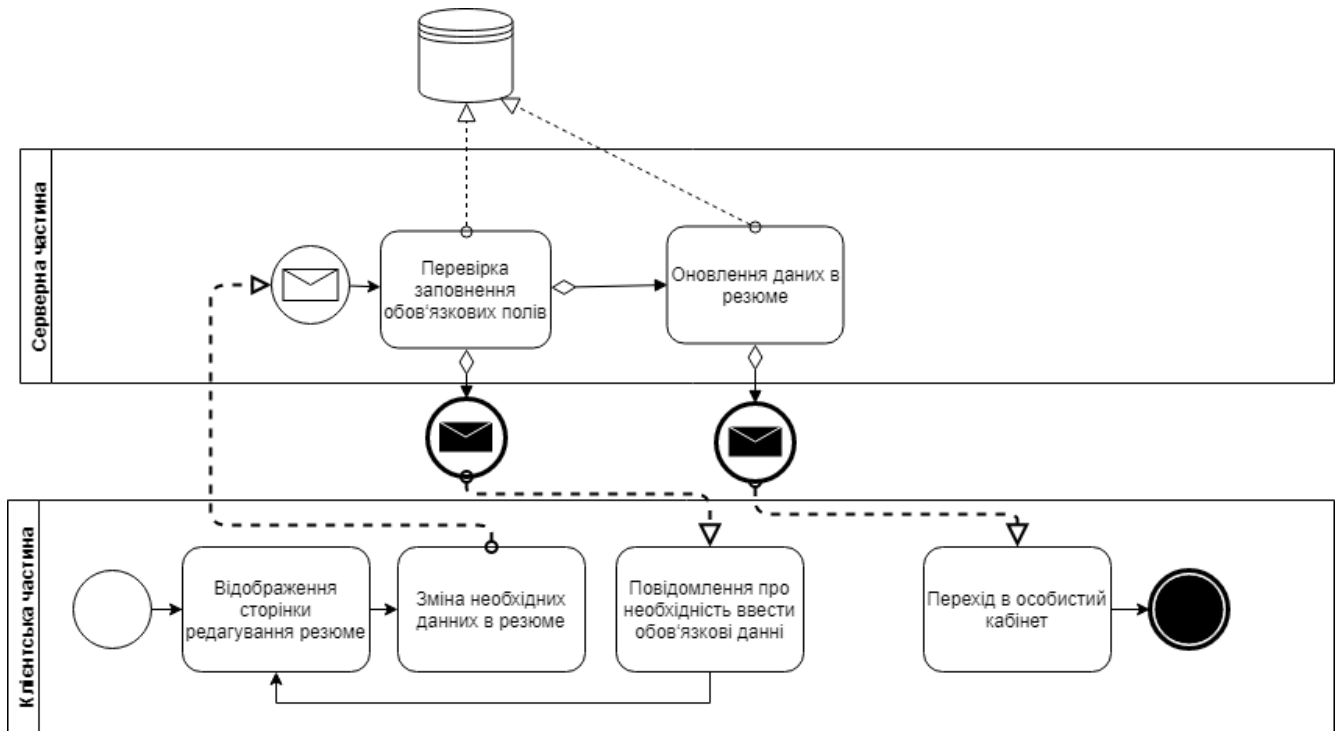 Серверна частина
Перевірка
заповнення
обов'язкових полів
Оновлення даних в
резюме
Клієнтська частина
Відображення
сторінки
редагування резюме
Зміна необхідних
данних в резюме
Повідомлення про
необхідність ввести
обов'язкові данні
Перехід в особистий
кабінет